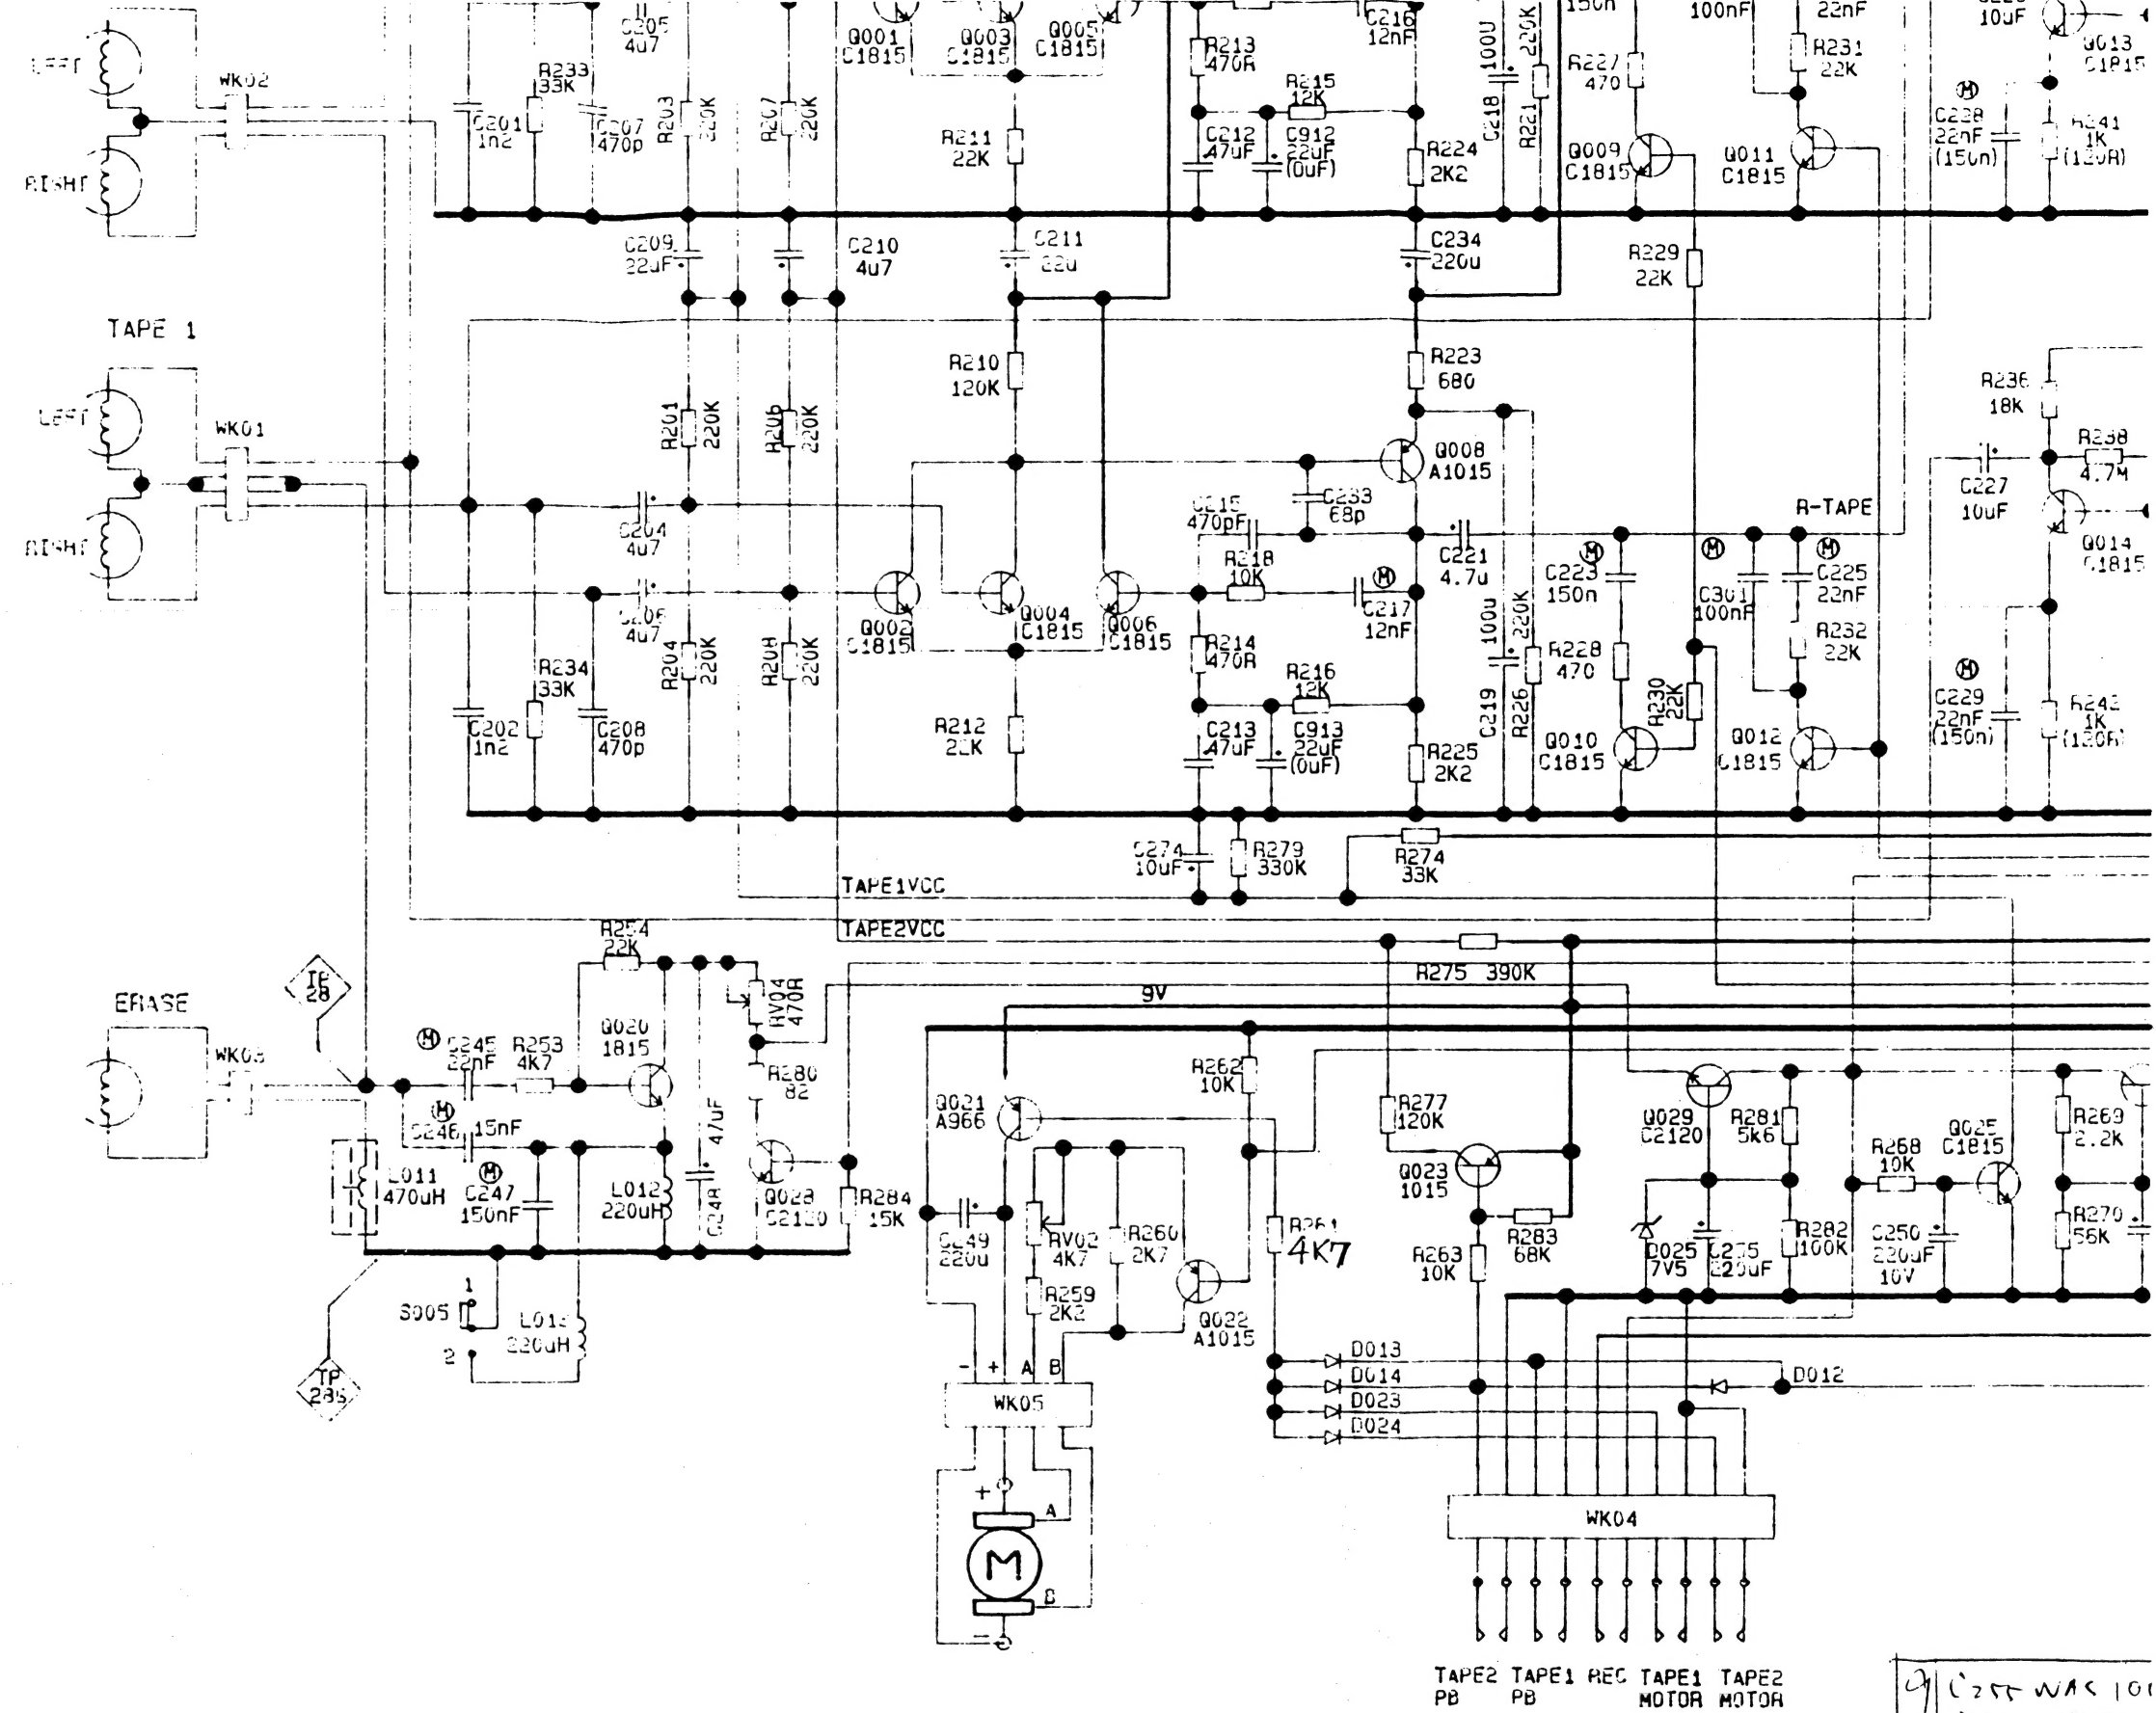 C205
4u7
Q001
C1815
Q003
C1815
Q005
C1815
R213
470R
C216
12nF
100U
220K
150n
100nF
22nF
10uF
R231
22K
Q013
C1815
LEFT
WK02
R233
33K
R227
470
R215
12K
C218
R221
M
C228
22nF
(150n)
R241
1K
(120R)
C201
1n2
C207
470p
R203
220K
R207
220K
R211
22K
C212
47uF
C912
22uF
(0uF)
R224
2K2
Q009
C1815
Q011
C1815
RIGHT
C209
22uF
C210
4u7
C211
22u
C234
220u
R229
22K
TAPE 1
R210
120K
R223
680
R236
18K
LEFT
WK01
R201
220K
R206
220K
Q008
A1015
R238
4.7M
C227
10uF
C204
4u7
C215
470pF
C233
68p
R-TAPE
RIGHT
R218
10K
C221
4.7u
M
C223
150n
M
C301
100nF
M
C225
22nF
Q014
C1815
C206
4u7
Q002
C1815
Q004
C1815
Q006
C1815
M
C217
12nF
100u
220K
R234
33K
R204
220K
R208
220K
R214
470R
R216
12K
R228
470
R232
22K
M
C229
22nF
(150n)
C202
1n2
C208
470p
R212
22K
C213
47uF
C913
22uF
(0uF)
R225
2K2
C219
R226
R230
22K
Q010
C1815
Q012
C1815
R242
1K
(120R)
C274
10uF
R279
330K
R274
33K
TAPE1VCC
TAPE2VCC
R254
22K
R275 390K
9V
ERASE
WK03
M
C245
22nF
R253
4K7
Q020
1815
RV04
470R
R280
82
M
C246
15nF
47uF
C248
L011
470uH
M
C247
150nF
L012
220uH
Q028
C2120
R284
15K
Q021
A966
R262
10K
R277
120K
Q023
1015
Q029
C2120
R281
5k6
Q025
C1815
R269
2.2K
R268
10K
C249
220u
RV02
4K7
R260
2K7
R261
4K7
R263
10K
R283
68K
D025
7V5
R282
100K
C250
220uF
10V
R270
56K
R259
2K2
Q022
A1015
1
S005
2
220uH
- + A B
WK05
D013
D014
D023
D024
D012
+
A
M
B
-
WK04
TAPE2 TAPE1 REC TAPE1 TAPE2
PB PB MOTOR MOTOR
9 C255 WAS